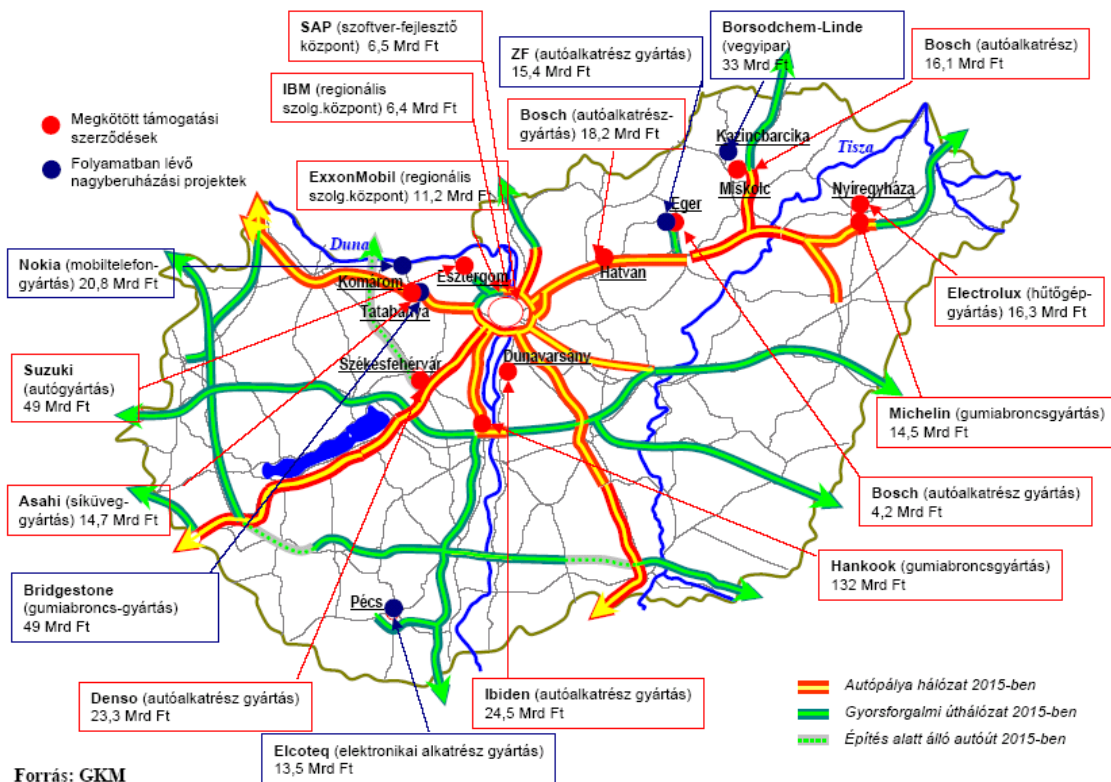 SAP (szoftver-fejlesztő
központ) 6,5 Mrd Ft
ZF (autóalkatrész gyártás)
15,4 Mrd Ft
Borsodchem-Linde
(vegyipar)
33 Mrd Ft
Bosch (autóalkatrész)
16,1 Mrd Ft
IBM (regionális
szolg.központ) 6,4 Mrd Ft
Bosch (autóalkatrész-
gyártás) 18,2 Mrd Ft
Megkötött támogatási
szerződések
Folyamatban lévő
nagyberuházási projektek
ExxonMobil (regionális
szolg.központ) 11,2 Mrd Ft
Kazincbarcika
Tisza
Miskolc
Nyíregyháza
Eger
Duna
Nokia (mobiltelefon-
gyártás) 20,8 Mrd Ft
Esztergom
Hatvan
Komárom
Tatabánya
Electrolux (hűtőgép-
gyártás) 16,3 Mrd Ft
Suzuki
(autógyártás)
49 Mrd Ft
Székesfehérvár
Dunavarsány
Michelin (gumiabroncsgyártás)
14,5 Mrd Ft
Asahi (síküveg-
gyártás) 14,7 Mrd Ft
Bosch (autóalkatrész gyártás)
4,2 Mrd Ft
Hankook (gumiabroncsgyártás)
132 Mrd Ft
Bridgestone
(gumiabroncs-gyártás)
49 Mrd Ft
Pécs
Denso (autóalkatrész gyártás)
23,3 Mrd Ft
Ibiden (autóalkatrész gyártás)
24,5 Mrd Ft
Elcoteq (elektronikai alkatrész gyártás)
13,5 Mrd Ft
Autópálya hálózat 2015-ben
Gyorsforgalmi úthálózat 2015-ben
Építés alatt álló autóút 2015-ben
Forrás: GKM